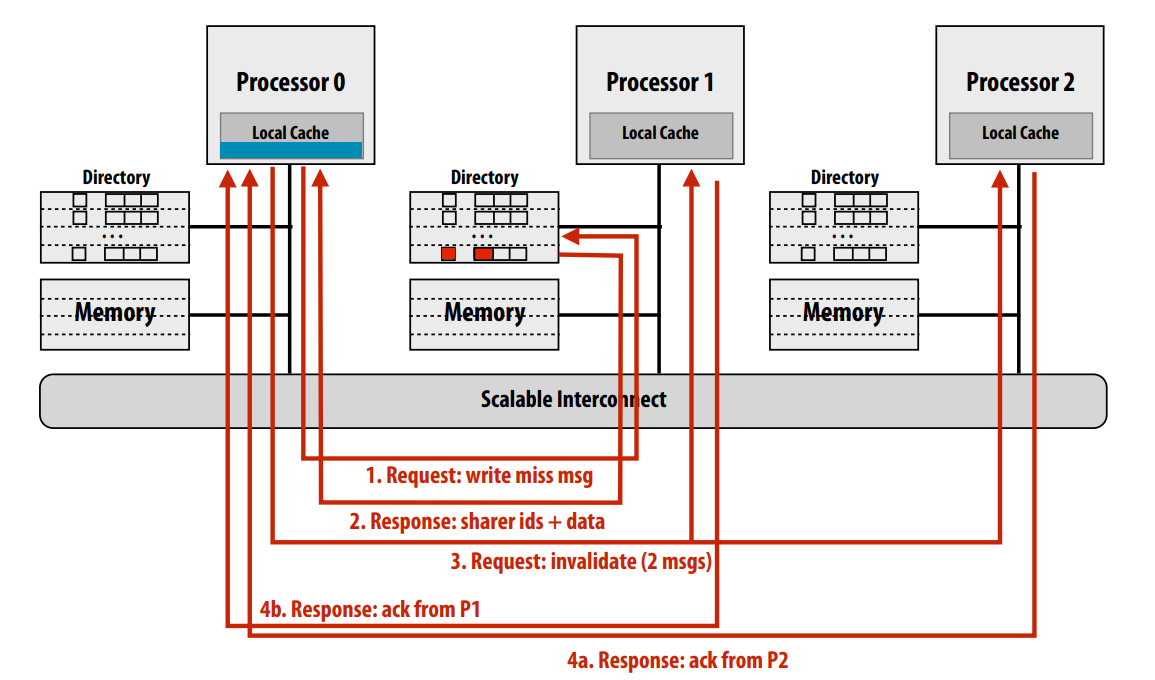 Processor 0
Local Cache
Processor 1
Local Cache
Processor 2
Local Cache
Directory
• • •
Memory
Directory
• • •
Memory
Directory
• • •
Memory
Scalable Interconnect
1. Request: write miss msg
2. Response: sharer ids + data
3. Request: invalidate (2 msgs)
4b. Response: ack from P1
4a. Response: ack from P2